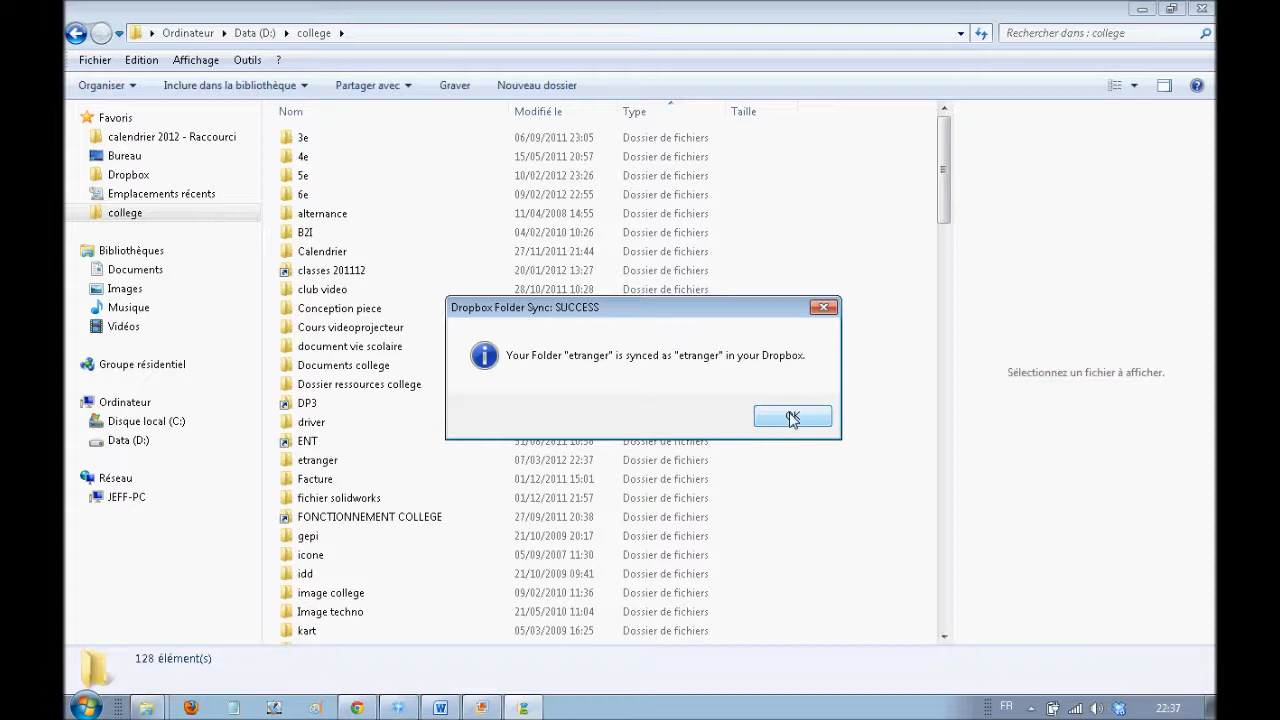 Ordinateur Data (D:) college
Rechercher dans : college
Fichier Edition Affichage Outils ?
Organiser Inclure dans la bibliothèque Partager avec Graver Nouveau dossier
Favoris
calendrier 2012 - Raccourci
Bureau
Dropbox
Emplacements récents
college
Bibliothèques
Documents
Images
Musique
Vidéos
Groupe résidentiel
Ordinateur
Disque local (C:)
Data (D:)
Réseau
JEFF-PC
Nom Modifié le Type Taille
3e 06/09/2011 23:05 Dossier de fichiers
4e 15/05/2011 20:57 Dossier de fichiers
5e 10/02/2012 23:26 Dossier de fichiers
6e 09/02/2012 22:55 Dossier de fichiers
alternance 11/04/2008 14:55 Dossier de fichiers
B2I 04/02/2010 10:26 Dossier de fichiers
Calendrier 27/11/2011 21:44 Dossier de fichiers
classes 201112 20/01/2012 13:27 Dossier de fichiers
club video 28/10/2011 10:28 Dossier de fichiers
Conception piece
Cours videoprojecteur
document vie scolaire
Documents college
Dossier ressources college
DP3
driver
ENT Dossier de fichiers
etranger 07/03/2012 22:37 Dossier de fichiers
Facture 01/12/2011 15:01 Dossier de fichiers
fichier solidworks 01/12/2011 21:57 Dossier de fichiers
FONCTIONNEMENT COLLEGE 27/09/2011 20:38 Dossier de fichiers
gepi 21/10/2009 20:17 Dossier de fichiers
icone 05/09/2007 11:30 Dossier de fichiers
idd 21/10/2009 09:41 Dossier de fichiers
image college 09/02/2010 11:36 Dossier de fichiers
Image techno 21/05/2010 11:04 Dossier de fichiers
kart 05/03/2009 16:25 Dossier de fichiers
Dropbox Folder Sync: SUCCESS
Your Folder "etranger" is synced as "etranger" in your Dropbox.
OK
Sélectionnez un fichier à afficher.
128 élément(s)
FR 22:37